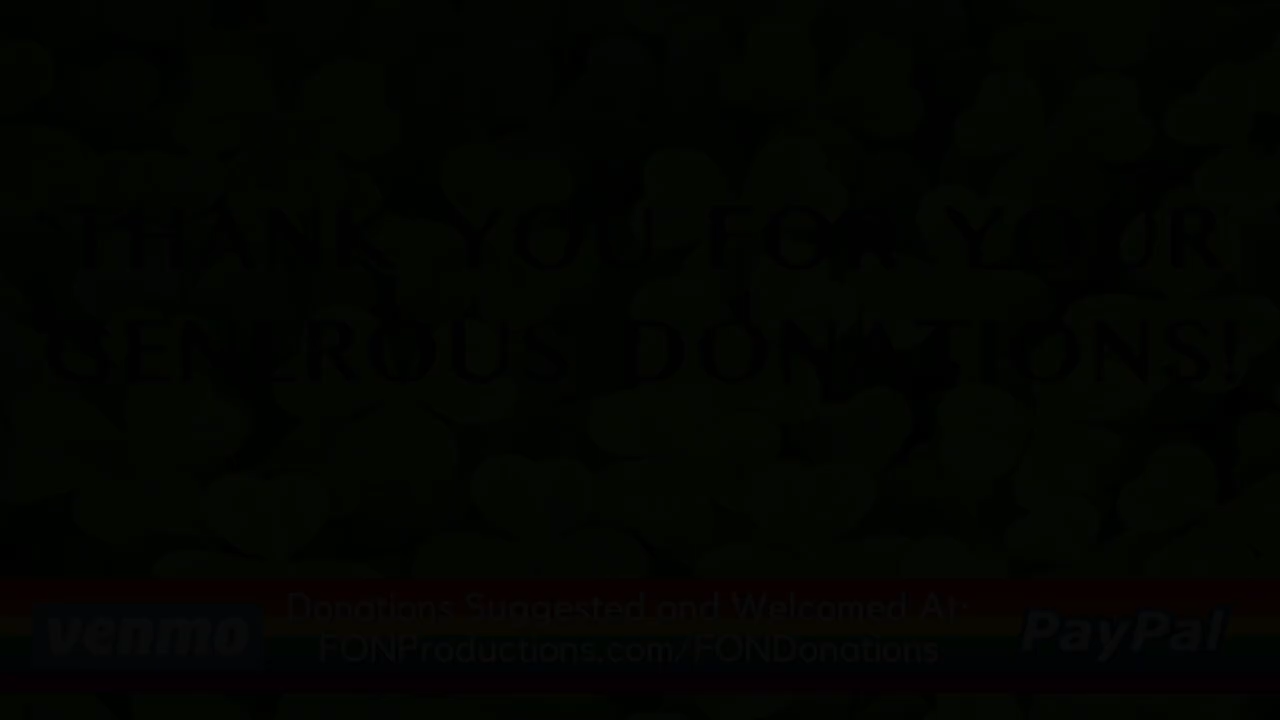 THANK YOU FOR YOUR
GENEROUS DONATIONS!
Donations Suggested and Welcomed At:
venmo
FONProductions.com/FONDonations
PayPal